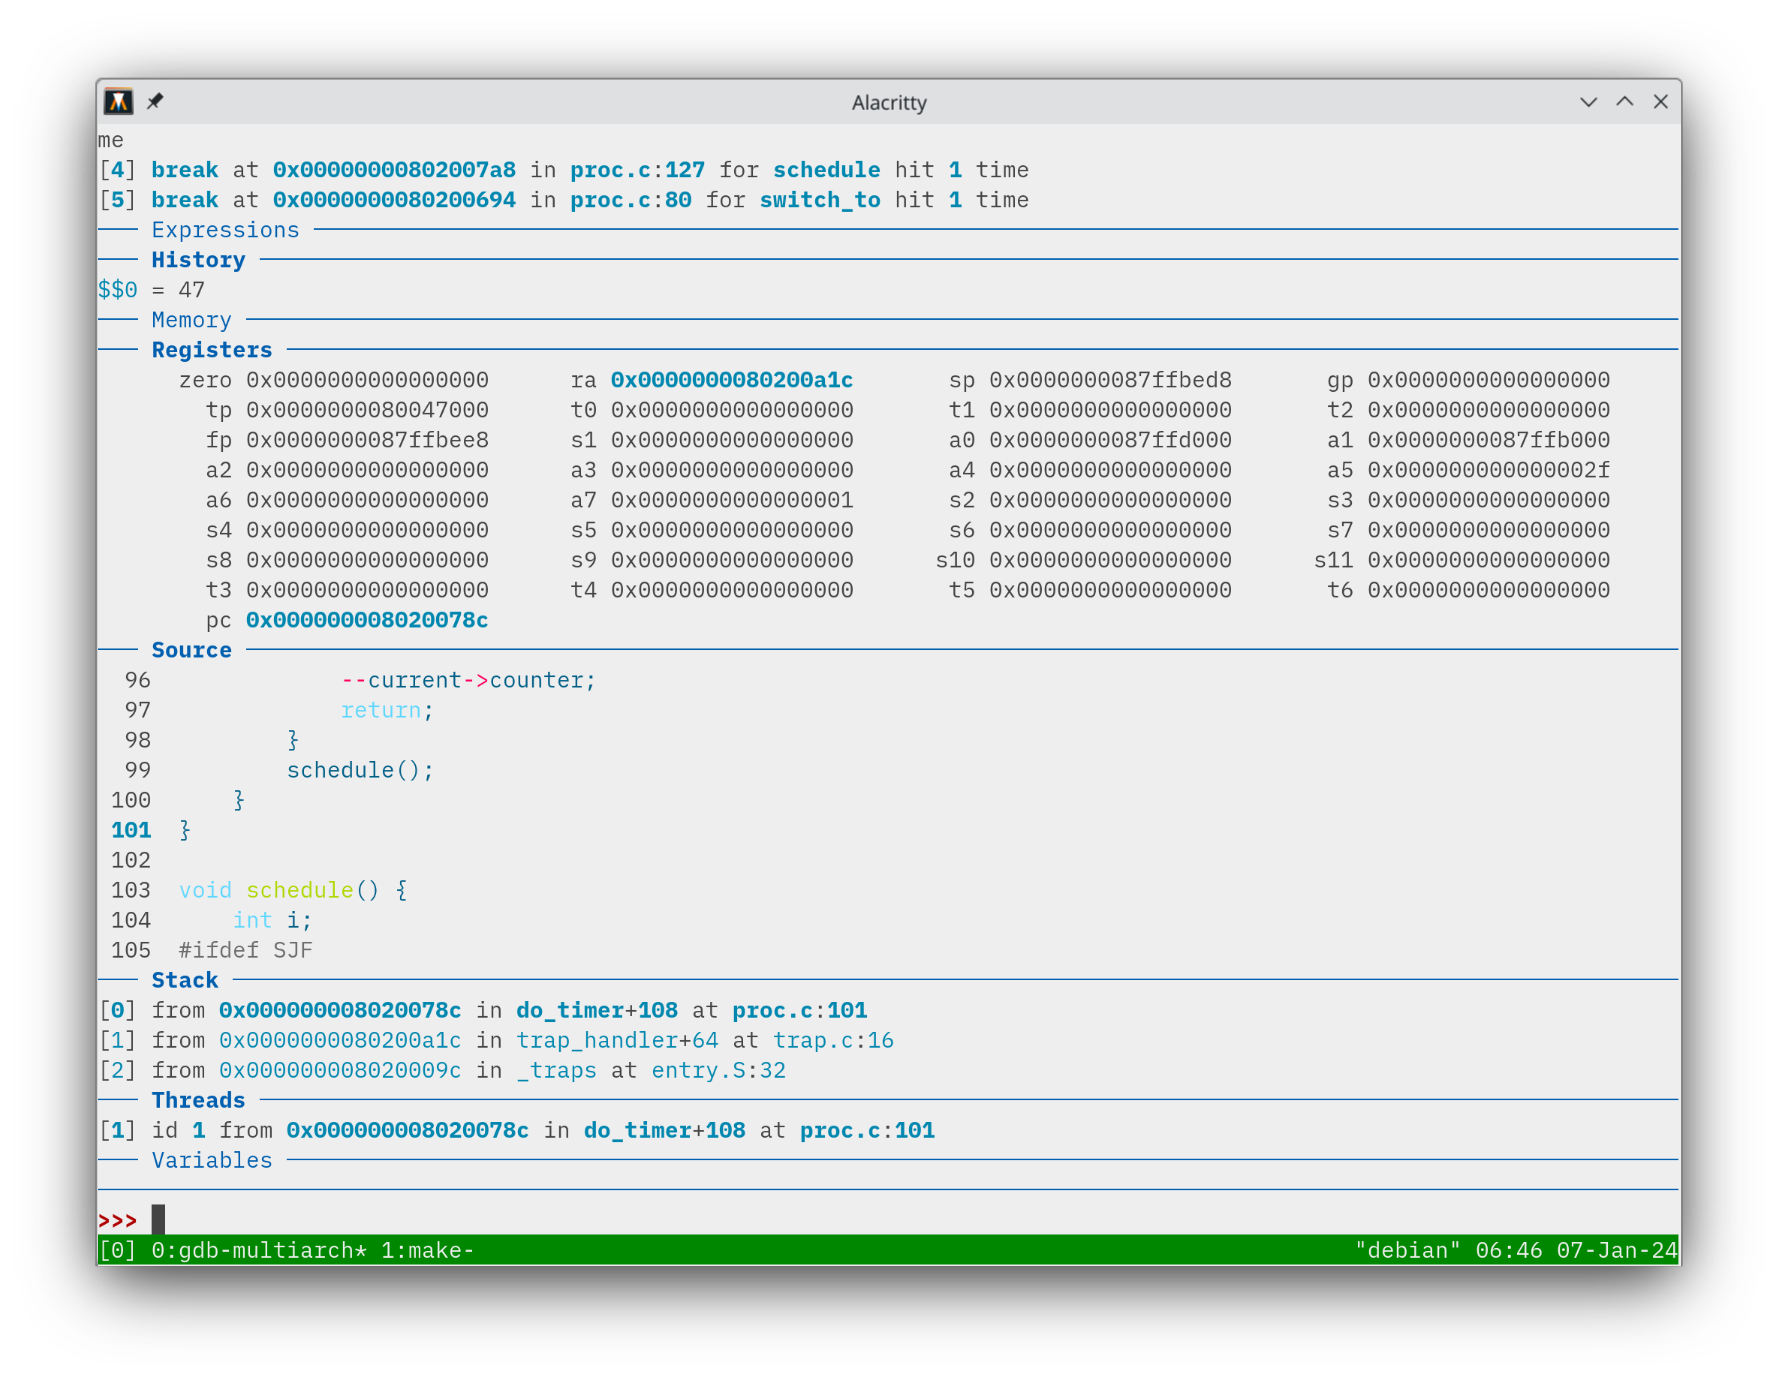 Alacritty
me
[4] break at 0x00000000802007a8 in proc.c:127 for schedule hit 1 time
[5] break at 0x0000000080200694 in proc.c:80 for switch_to hit 1 time
Expressions
History
$$0 = 47
Memory
Registers
zero 0x0000000000000000 ra 0x0000000080200a1c sp 0x0000000087ffbed8 gp 0x0000000000000000
tp 0x0000000080047000 t0 0x0000000000000000 t1 0x0000000000000000 t2 0x0000000000000000
fp 0x0000000087ffbee8 s1 0x0000000000000000 a0 0x0000000087ffd000 a1 0x0000000087ffb000
a2 0x0000000000000000 a3 0x0000000000000000 a4 0x0000000000000000 a5 0x000000000000002f
a6 0x0000000000000000 a7 0x0000000000000001 s2 0x0000000000000000 s3 0x0000000000000000
s4 0x0000000000000000 s5 0x0000000000000000 s6 0x0000000000000000 s7 0x0000000000000000
s8 0x0000000000000000 s9 0x0000000000000000 s10 0x0000000000000000 s11 0x0000000000000000
t3 0x0000000000000000 t4 0x0000000000000000 t5 0x0000000000000000 t6 0x0000000000000000
pc 0x000000008020078c
Source
96 --current->counter;
97 return;
98 }
99 schedule();
100 }
101 }
102
103 void schedule() {
104 int i;
105 #ifdef SJF
Stack
[0] from 0x000000008020078c in do_timer+108 at proc.c:101
[1] from 0x0000000080200a1c in trap_handler+64 at trap.c:16
[2] from 0x000000008020009c in _traps at entry.S:32
Threads
[1] id 1 from 0x000000008020078c in do_timer+108 at proc.c:101
Variables
>>>
[0] 0:gdb-multiarch* 1:make- "debian" 06:46 07-Jan-24